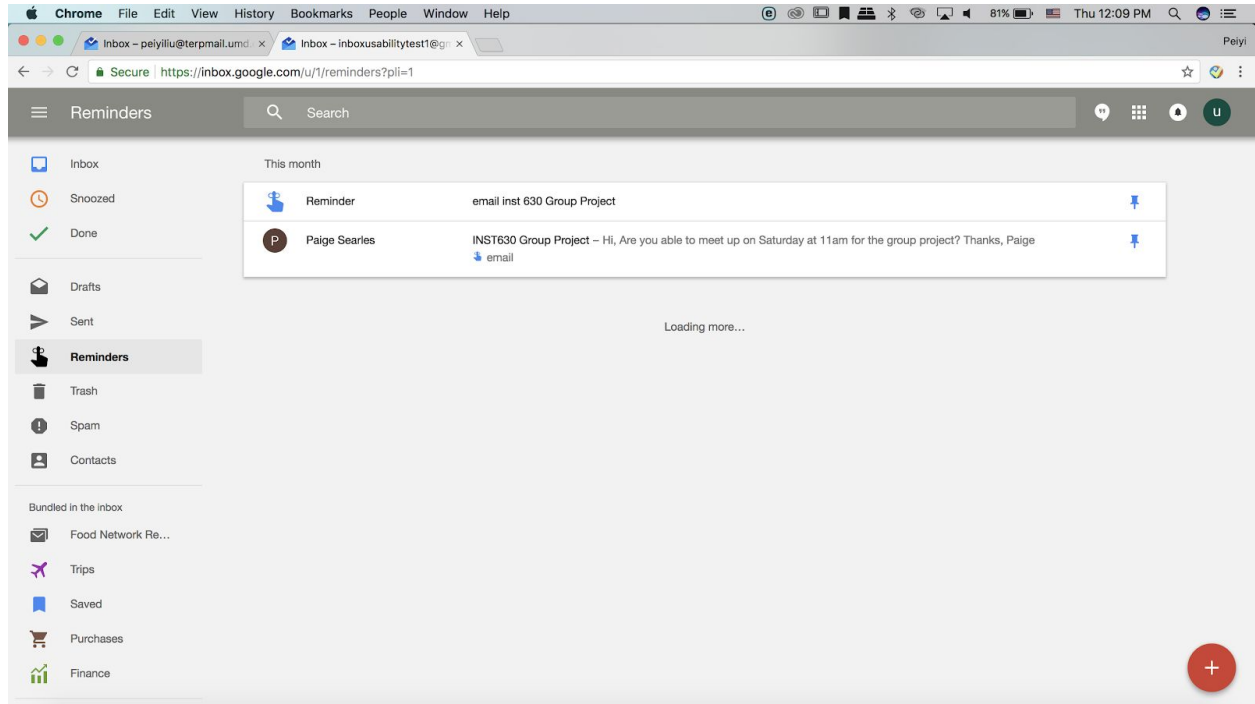 Chrome File Edit View History Bookmarks People Window Help 81% Thu 12:09 PM
Inbox – peiyiliu@terpmail.umd. Inbox – inboxusabilitytest1@gm Peiyi
Secure https://inbox.google.com/u/1/reminders?pli=1
Reminders Search U
Inbox
Snoozed
Done
Drafts
Sent
Reminders
Trash
Spam
Contacts
Bundled in the inbox
Food Network Re...
Trips
Saved
Purchases
Finance
This month
Reminder email inst 630 Group Project
P Paige Searles INST630 Group Project – Hi, Are you able to meet up on Saturday at 11am for the group project? Thanks, Paige
email
Loading more...
+